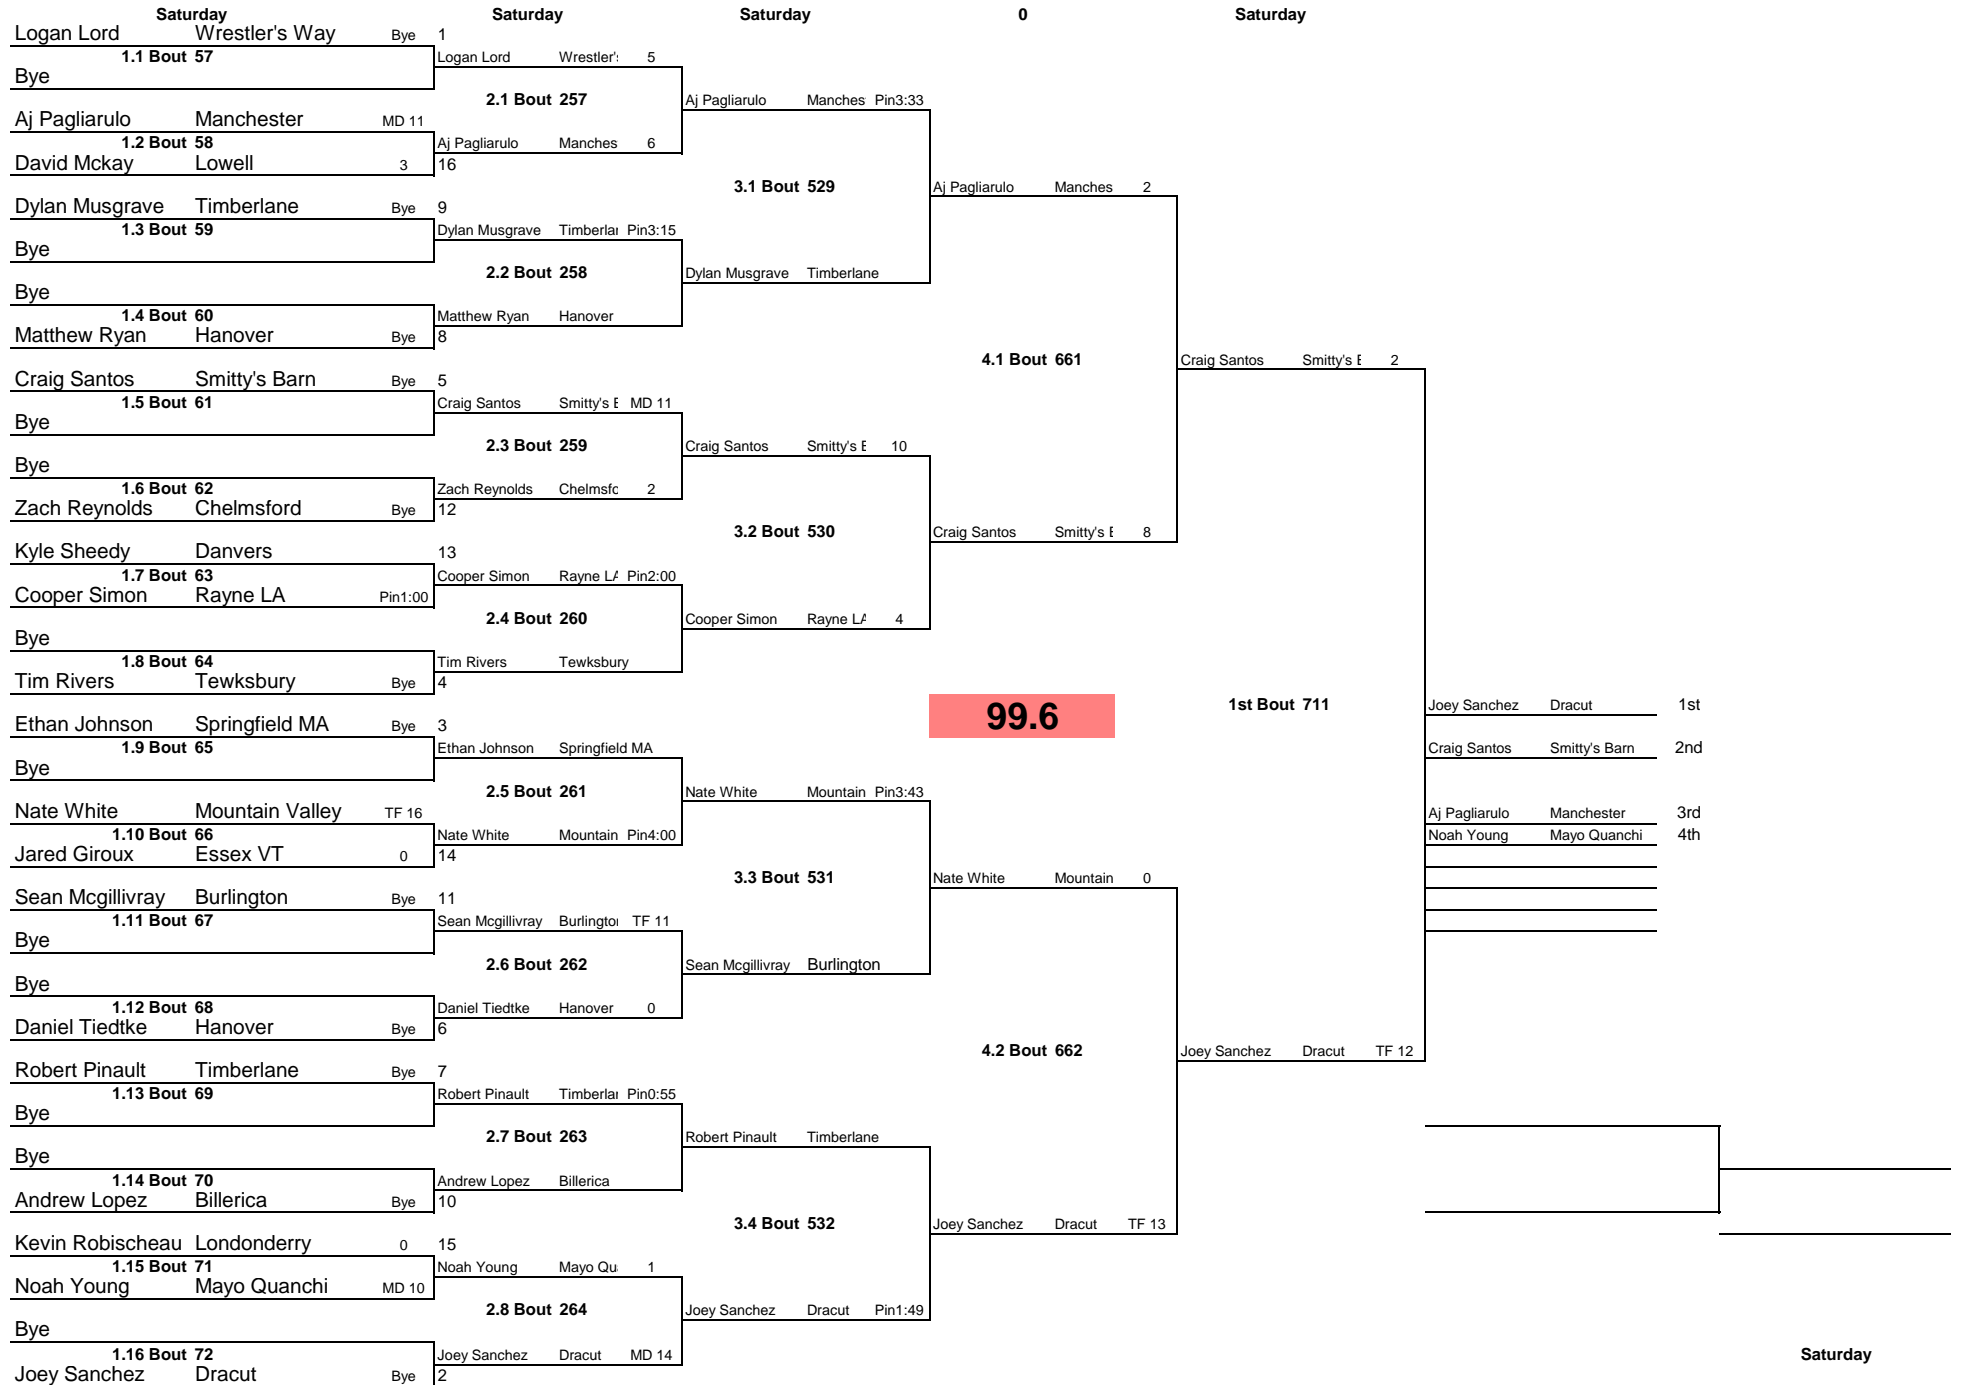 Saturday Saturday Saturday 0 Saturday
Logan Lord Wrestler's Way Bye 1
1.1 Bout 57 Logan Lord Wrestler's 5
Bye
2.1 Bout 257 Aj Pagliarulo Manches Pin3:33
Aj Pagliarulo Manchester MD 11
1.2 Bout 58 Aj Pagliarulo Manches 6
David Mckay Lowell 3 16
3.1 Bout 529 Aj Pagliarulo Manches 2
Dylan Musgrave Timberlane Bye 9
1.3 Bout 59 Dylan Musgrave Timberlar Pin3:15
Bye
2.2 Bout 258 Dylan Musgrave Timberlane
Bye
1.4 Bout 60 Matthew Ryan Hanover
Matthew Ryan Hanover Bye 8
4.1 Bout 661 Craig Santos Smitty's E 2
Craig Santos Smitty's Barn Bye 5
1.5 Bout 61 Craig Santos Smitty's E MD 11
Bye
2.3 Bout 259 Craig Santos Smitty's E 10
Bye
1.6 Bout 62 Zach Reynolds Chelmsfc 2
Zach Reynolds Chelmsford Bye 12
3.2 Bout 530 Craig Santos Smitty's E 8
Kyle Sheedy Danvers 13
1.7 Bout 63 Cooper Simon Rayne LA Pin2:00
Cooper Simon Rayne LA Pin1:00
2.4 Bout 260 Cooper Simon Rayne LA 4
Bye
1.8 Bout 64 Tim Rivers Tewksbury
Tim Rivers Tewksbury Bye 4
99.6 1st Bout 711 Joey Sanchez Dracut 1st
Ethan Johnson Springfield MA Bye 3
1.9 Bout 65 Ethan Johnson Springfield MA Craig Santos Smitty's Barn 2nd
Bye
2.5 Bout 261 Nate White Mountain Pin3:43
Nate White Mountain Valley TF 16 Aj Pagliarulo Manchester 3rd
1.10 Bout 66 Nate White Mountain Pin4:00 Noah Young Mayo Quanchi 4th
Jared Giroux Essex VT 0 14
3.3 Bout 531 Nate White Mountain 0
Sean Mcgillivray Burlington Bye 11
1.11 Bout 67 Sean Mcgillivray Burlingtor TF 11
Bye
2.6 Bout 262 Sean Mcgillivray Burlington
Bye
1.12 Bout 68 Daniel Tiedtke Hanover 0
Daniel Tiedtke Hanover Bye 6
4.2 Bout 662 Joey Sanchez Dracut TF 12
Robert Pinault Timberlane Bye 7
1.13 Bout 69 Robert Pinault Timberlar Pin0:55
Bye
2.7 Bout 263 Robert Pinault Timberlane
Bye
1.14 Bout 70 Andrew Lopez Billerica
Andrew Lopez Billerica Bye 10
3.4 Bout 532 Joey Sanchez Dracut TF 13
Kevin Robischeau Londonderry 0 15
1.15 Bout 71 Noah Young Mayo Qu 1
Noah Young Mayo Quanchi MD 10
2.8 Bout 264 Joey Sanchez Dracut Pin1:49
Bye
1.16 Bout 72 Joey Sanchez Dracut MD 14 Saturday
Joey Sanchez Dracut Bye 2